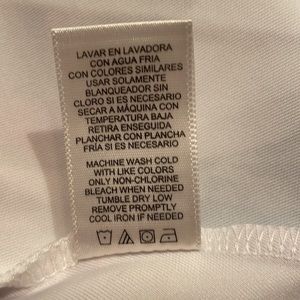 LAVAR EN LAVADORA
CON AGUA FRIA
CON COLORES SIMILARES
USAR SOLAMENTE
BLANQUEADOR SIN
CLORO SI ES NECESARIO
SECAR A MÁQUINA CON
TEMPERATURA BAJA
RETIRA ENSEGUIDA
PLANCHAR CON PLANCHA
FRÍA SI ES NECESARIO
MACHINE WASH COLD
WITH LIKE COLORS
ONLY NON-CHLORINE
BLEACH WHEN NEEDED
TUMBLE DRY LOW
REMOVE PROMPTLY
COOL IRON IF NEEDED